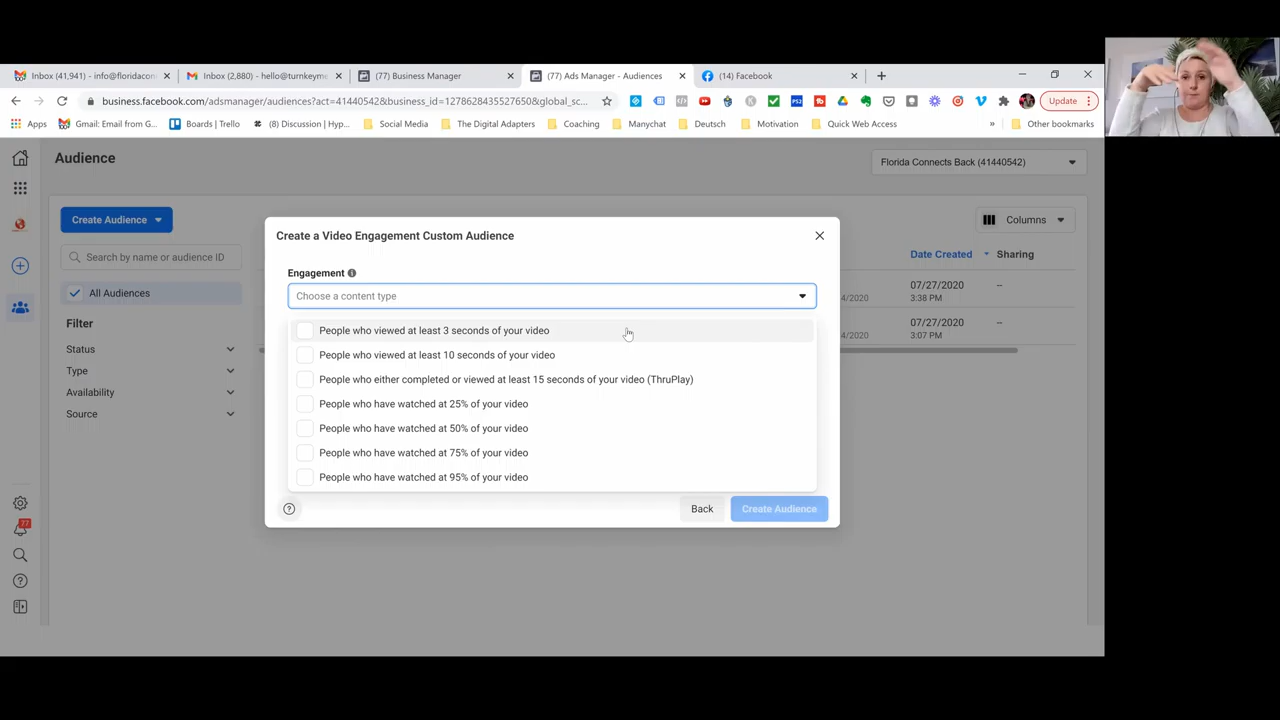 Inbox (41,941) - info@floridacon
Inbox (2,880) - hello@turnkeyme
(77) Business Manager
(77) Ads Manager - Audiences
(14) Facebook
business.facebook.com/adsmanager/audiences?act=41440542&business_id=1278628435527650&global_sc...
Update
Apps
Gmail: Email from G...
Boards | Trello
(8) Discussion | Hyp...
Social Media
The Digital Adapters
Coaching
Manychat
Deutsch
Motivation
Quick Web Access
»
Other bookmarks
Audience
Florida Connects Back (41440542)
Create Audience
Columns
Search by name or audience ID
Date Created
Sharing
All Audiences
07/27/2020
--
4/2020
3:38 PM
07/27/2020
--
4/2020
3:07 PM
Filter
Status
Type
Availability
Source
77
Create a Video Engagement Custom Audience
Engagement
Choose a content type
People who viewed at least 3 seconds of your video
People who viewed at least 10 seconds of your video
People who either completed or viewed at least 15 seconds of your video (ThruPlay)
People who have watched at 25% of your video
People who have watched at 50% of your video
People who have watched at 75% of your video
People who have watched at 95% of your video
Back
Create Audience